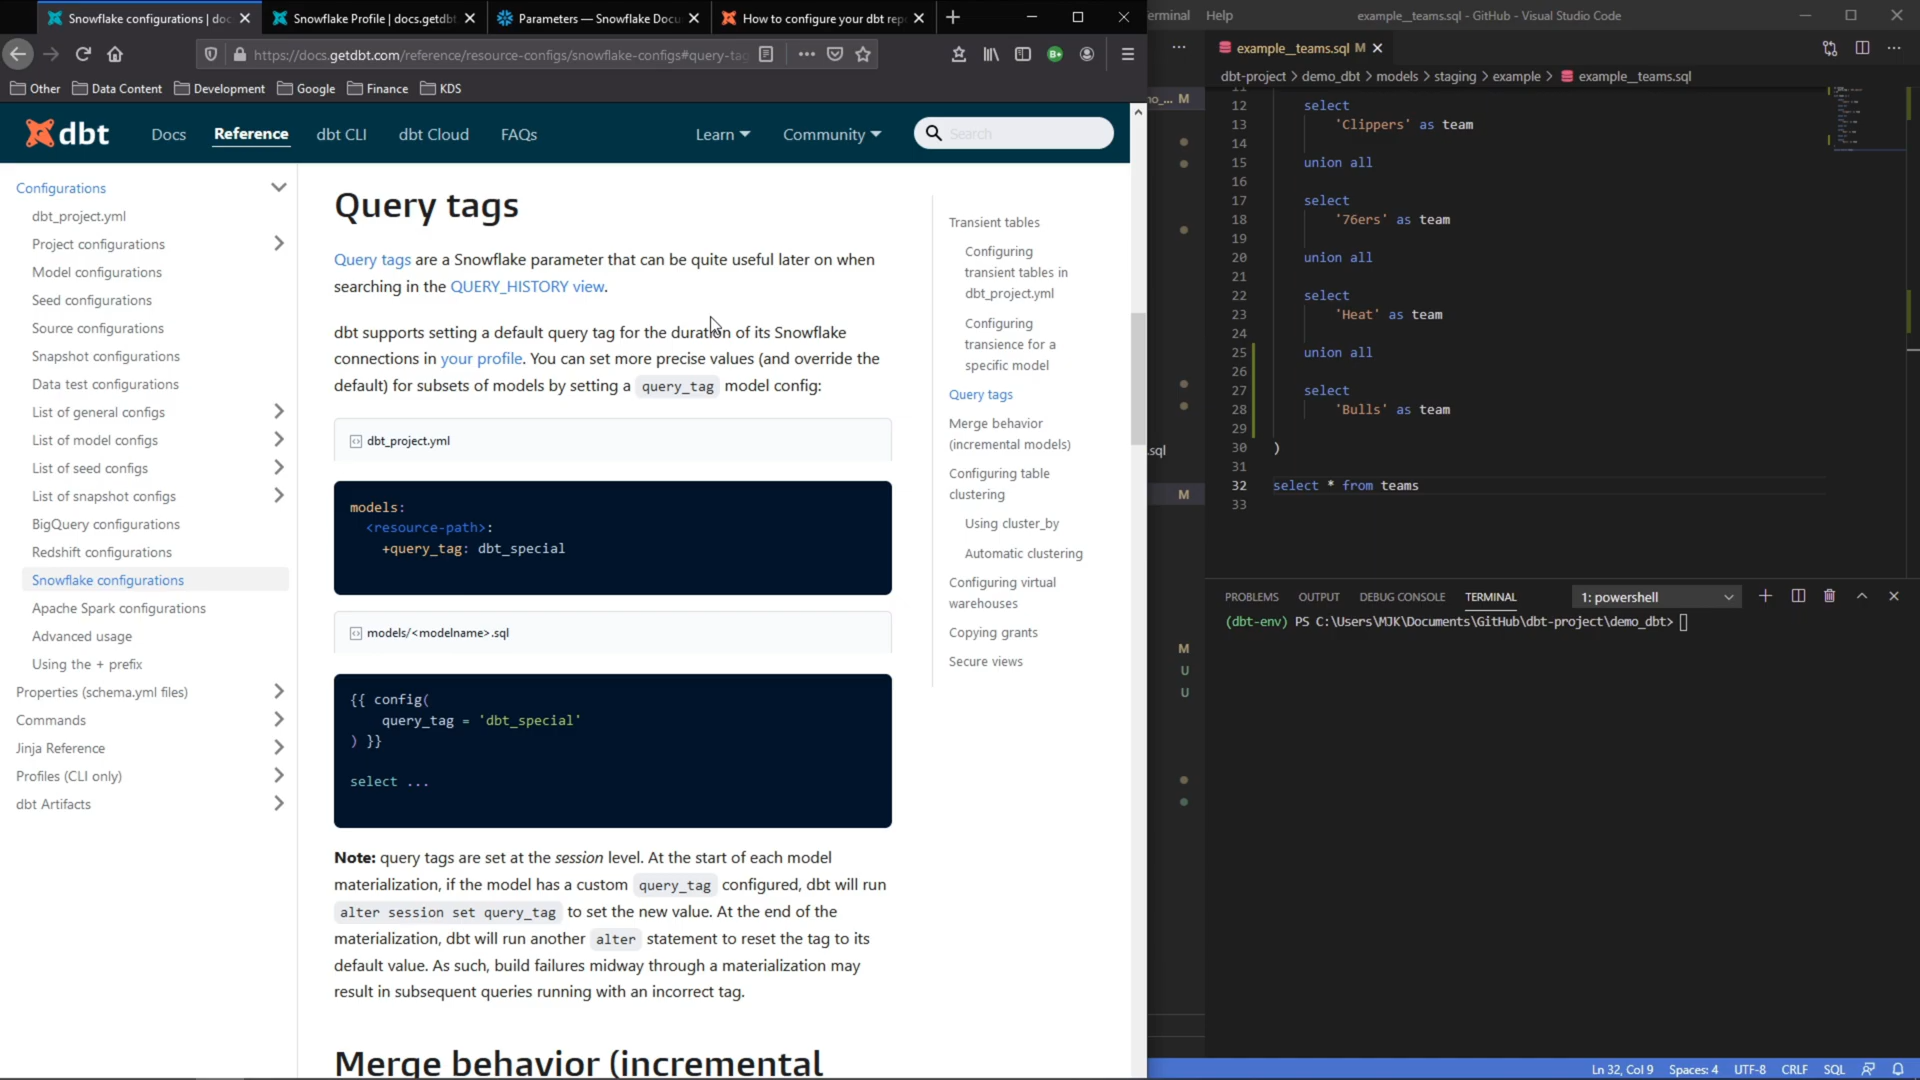 Snowflake configurations | doc
Snowflake Profile | docs.getdbt
Parameters — Snowflake Docu
How to configure your dbt rep
https://docs.getdbt.com/reference/resource-configs/snowflake-configs#query-tag
Other
Data Content
Development
Google
Finance
KDS
dbt
Docs
Reference
dbt CLI
dbt Cloud
FAQs
Learn
Community
Search
Configurations
dbt_project.yml
Project configurations
Model configurations
Seed configurations
Source configurations
Snapshot configurations
Data test configurations
List of general configs
List of model configs
List of seed configs
List of snapshot configs
BigQuery configurations
Redshift configurations
Snowflake configurations
Apache Spark configurations
Advanced usage
Using the + prefix
Properties (schema.yml files)
Commands
Jinja Reference
Profiles (CLI only)
dbt Artifacts
Query tags
Query tags are a Snowflake parameter that can be quite useful later on when
searching in the QUERY_HISTORY view.
dbt supports setting a default query tag for the duration of its Snowflake
connections in your profile. You can set more precise values (and override the
default) for subsets of models by setting a query_tag model config:
dbt_project.yml
models:
<resource-path>:
+query_tag: dbt_special
models/<modelname>.sql
{{ config(
query_tag = 'dbt_special'
) }}
select ...
Note: query tags are set at the session level. At the start of each model
materialization, if the model has a custom query_tag configured, dbt will run
alter session set query_tag to set the new value. At the end of the
materialization, dbt will run another alter statement to reset the tag to its
default value. As such, build failures midway through a materialization may
result in subsequent queries running with an incorrect tag.
Merge behavior (incremental
Transient tables
Configuring
transient tables in
dbt_project.yml
Configuring
transience for a
specific model
Query tags
Merge behavior
(incremental models)
Configuring table
clustering
Using cluster_by
Automatic clustering
Configuring virtual
warehouses
Copying grants
Secure views
erminal
Help
example__teams.sql - GitHub - Visual Studio Code
example__teams.sql M
dbt-project > demo_dbt > models > staging > example > example__teams.sql
no_... M
.sql
M
M
U
U
11
12 select
13 'Clippers' as team
14
15 union all
16
17 select
18 '76ers' as team
19
20 union all
21
22 select
23 'Heat' as team
24
25 union all
26
27 select
28 'Bulls' as team
29
30 )
31
32 select * from teams
33
PROBLEMS
OUTPUT
DEBUG CONSOLE
TERMINAL
1: powershell
(dbt-env) PS C:\Users\MJK\Documents\GitHub\dbt-project\demo_dbt>
Ln 32, Col 9
Spaces: 4
UTF-8
CRLF
SQL